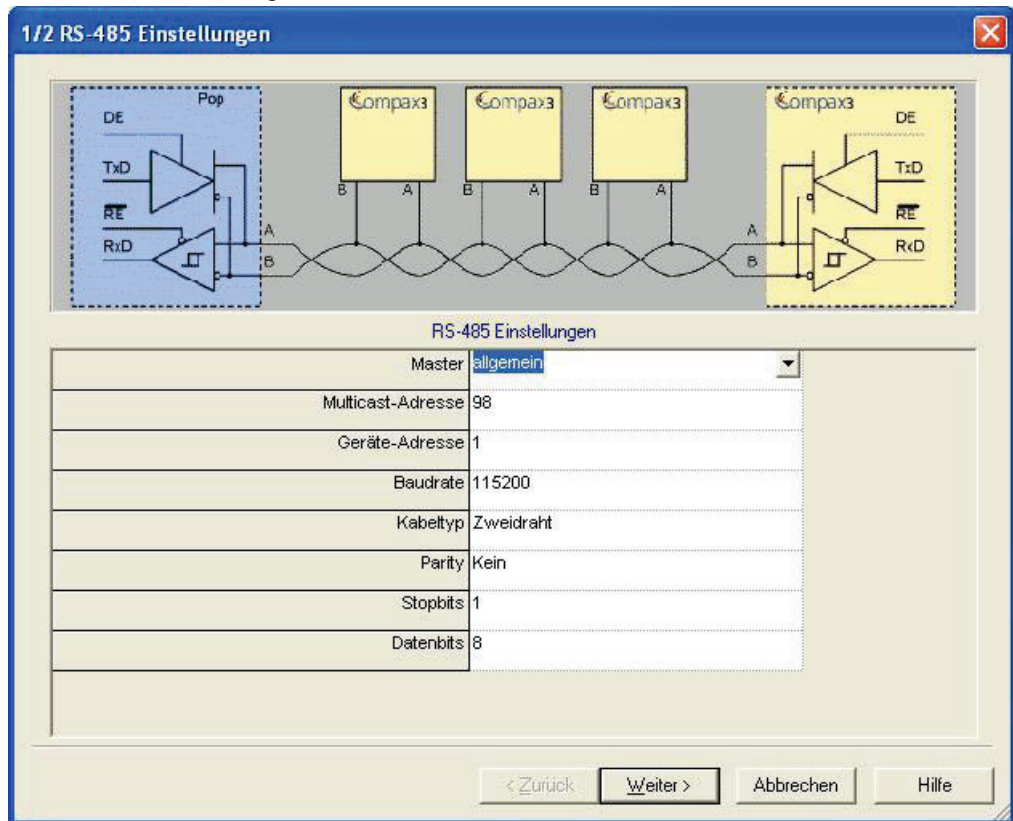 1/2 RS-485 Einstellungen
Pop
DE
TxD
RE
RxD
A
B
Compax3
B A
Compax3
B A
Compax3
B A
Compax3
DE
TxD
RE
RxD
A
B
RS-485 Einstellungen
Master allgemein
Multicast-Adresse 98
Geräte-Adresse 1
Baudrate 115200
Kabeltyp Zweidraht
Parity Kein
Stopbits 1
Datenbits 8
< Zurück Weiter > Abbrechen Hilfe